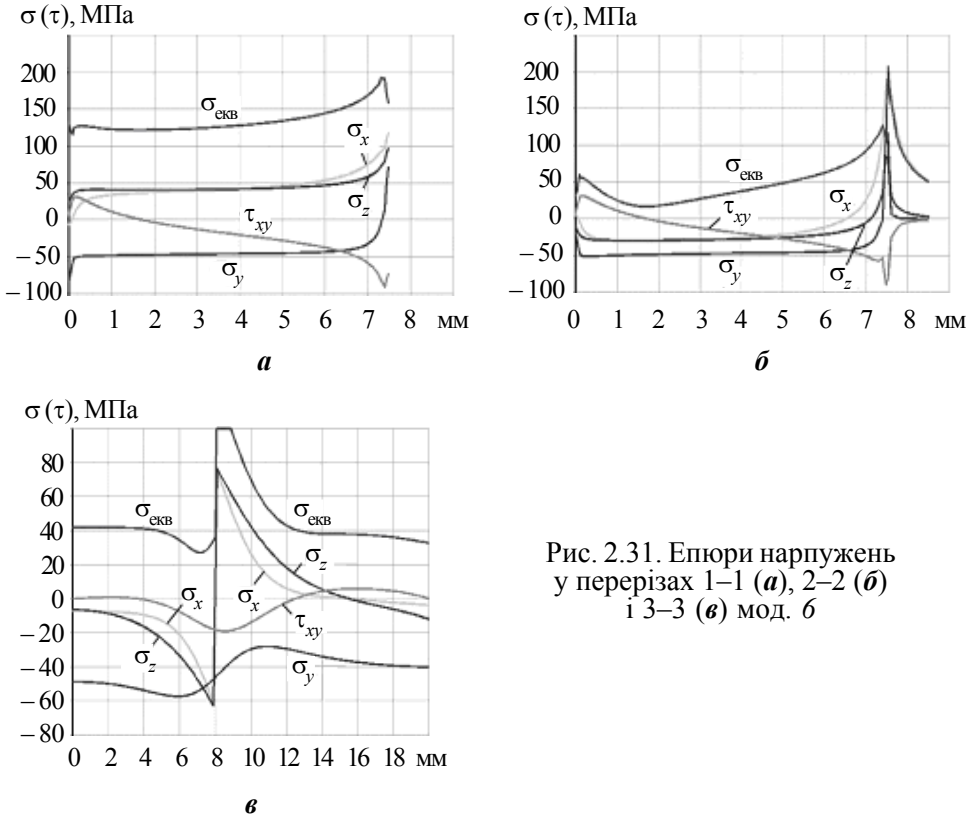 σ (τ), МПа
200
150
100
50
0
– 50
– 100
σекв
σx
σz
τxy
σy
0 1 2 3 4 5 6 7 8 мм
а
σ (τ), МПа
200
150
100
50
0
– 50
– 100
σекв
σx
τxy
σy
σz
0 1 2 3 4 5 6 7 8 мм
б
σ (τ), МПа
80
60
40
20
0
– 20
– 40
– 60
– 80
σекв
σекв
σz
σx
σx
τxy
σz
σy
0 2 4 6 8 10 12 14 16 18 мм
в
Рис. 2.31. Епюри нарпужень
у перерізах 1–1 (а), 2–2 (б)
і 3–3 (в) мод. 6